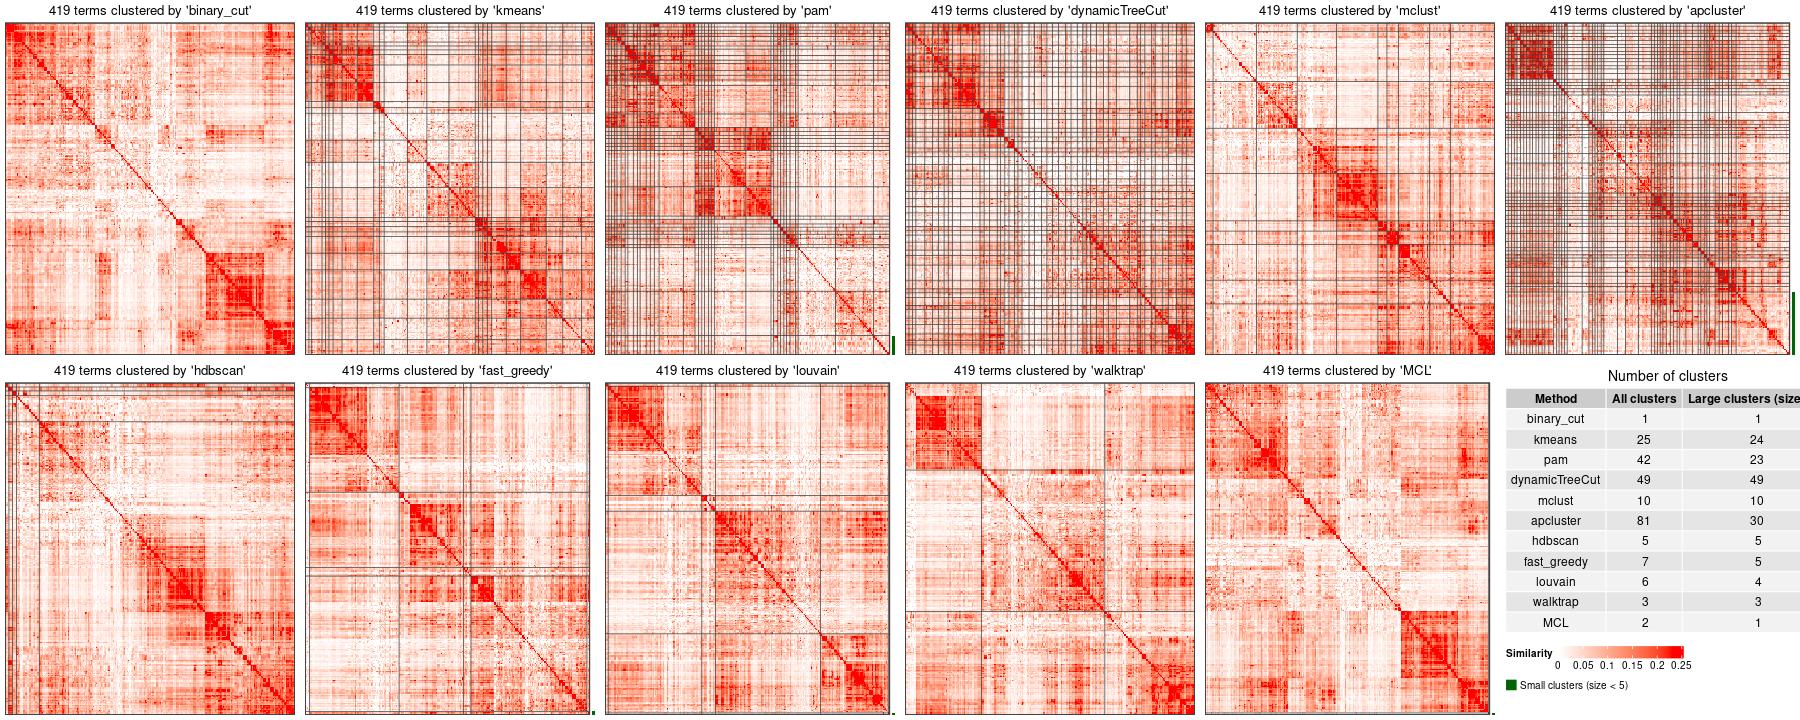 419 terms clustered by 'binary_cut'
419 terms clustered by 'kmeans'
419 terms clustered by 'pam'
419 terms clustered by 'dynamicTreeCut'
419 terms clustered by 'mclust'
419 terms clustered by 'apcluster'
419 terms clustered by 'hdbscan'
419 terms clustered by 'fast_greedy'
419 terms clustered by 'louvain'
419 terms clustered by 'walktrap'
419 terms clustered by 'MCL'
Number of clusters
Method All clusters Large clusters (size
binary_cut 1 1
kmeans 25 24
pam 42 23
dynamicTreeCut 49 49
mclust 10 10
apcluster 81 30
hdbscan 5 5
fast_greedy 7 5
louvain 6 4
walktrap 3 3
MCL 2 1
Similarity
0 0.05 0.1 0.15 0.2 0.25
Small clusters (size < 5)